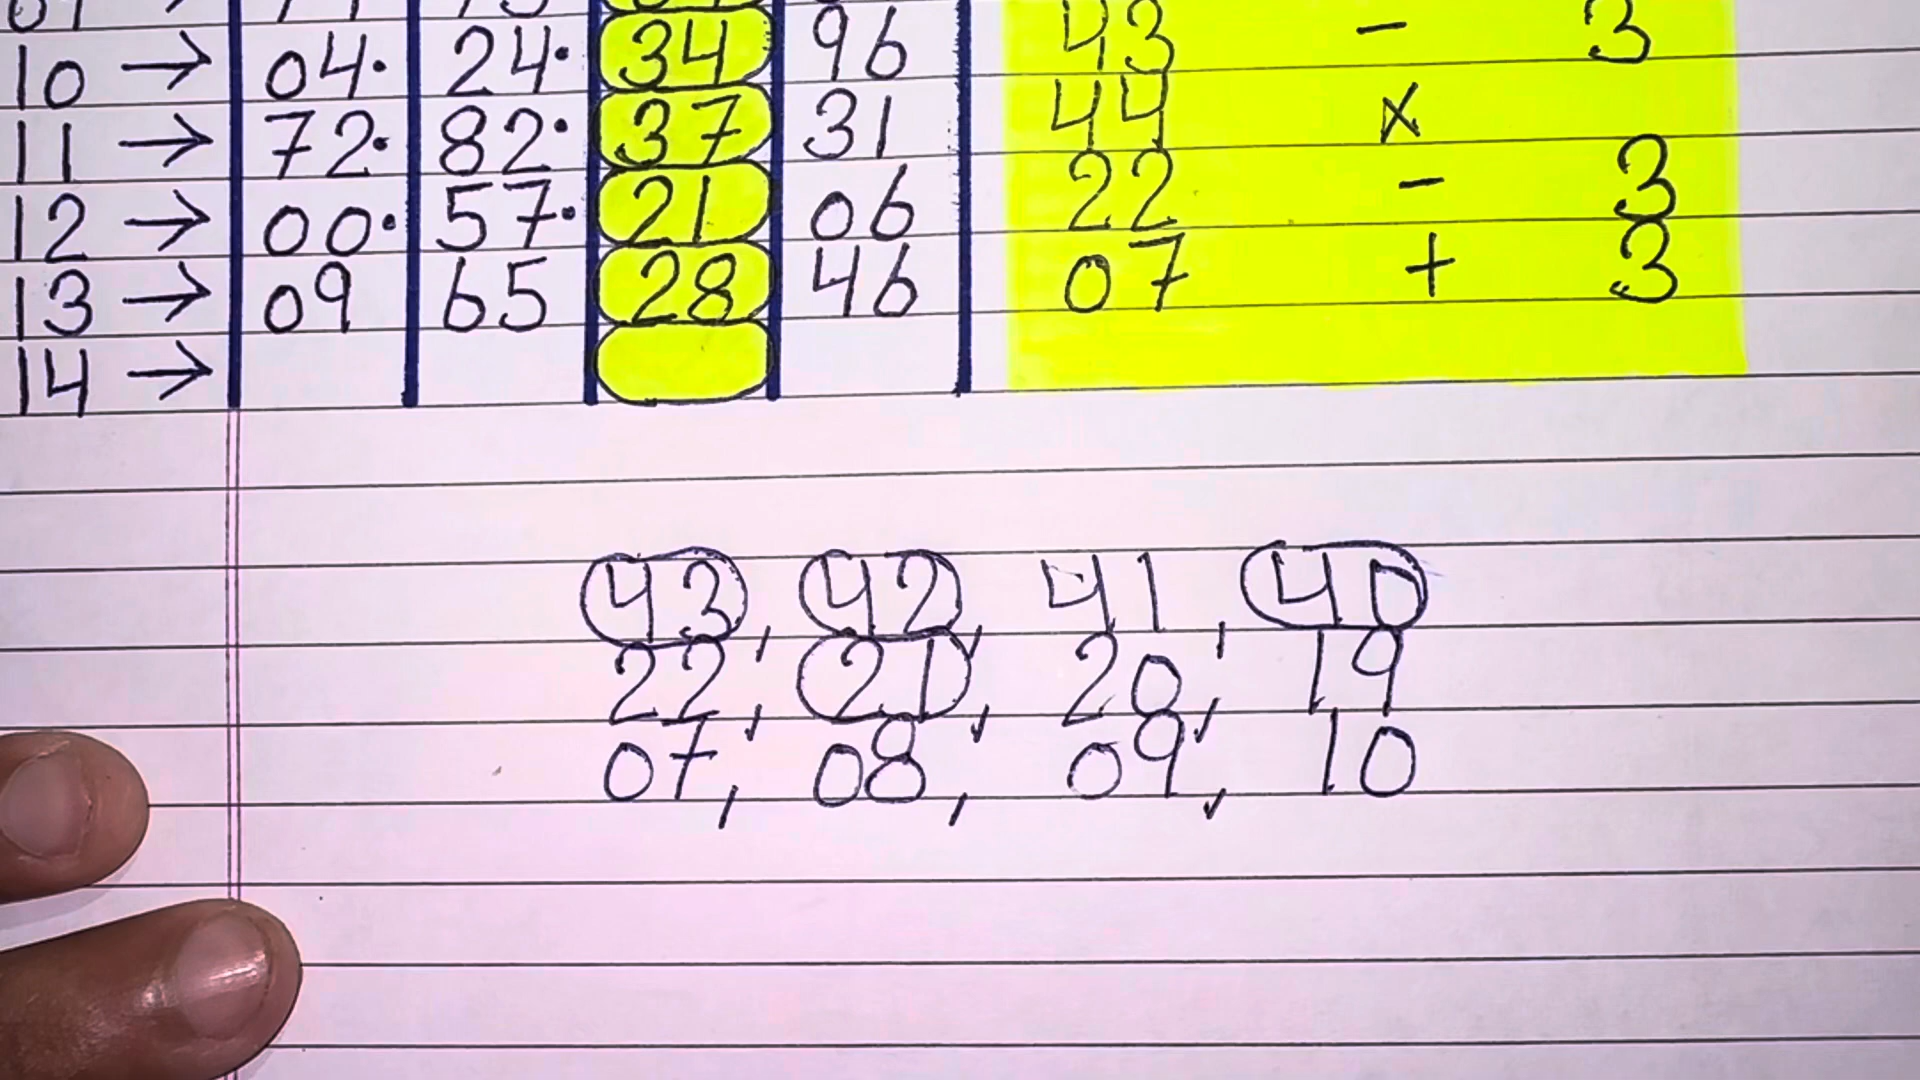 10 → 04. 24. 34 96 43 - 3
11 → 72. 82. 37 31 44 x
12 → 00. 57. 21 06 22 - 3
13 → 09 65 28 46 07 + 3
14 →
43, 42, 41, 40
22, 21, 20, 19
07, 08, 09, 10